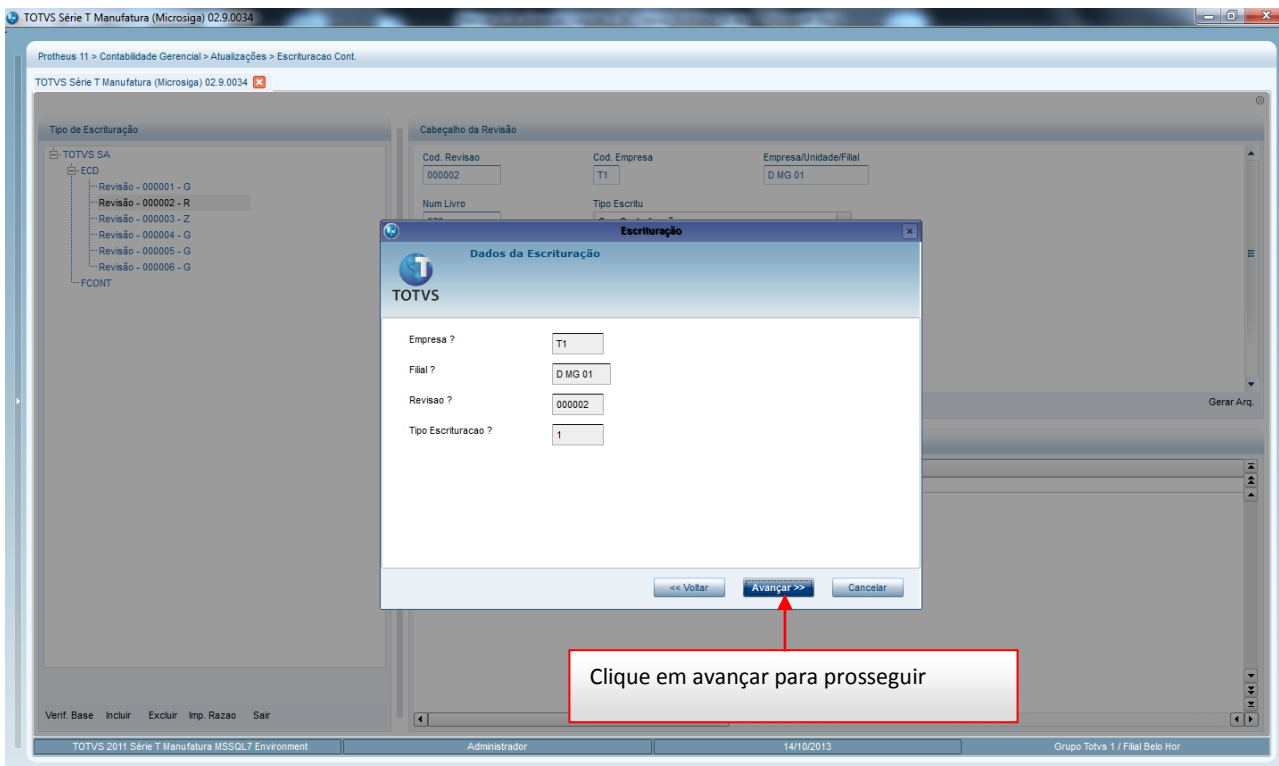 TOTVS Série T Manufatura (Microsiga) 02.9.0034
Protheus 11 > Contabilidade Gerencial > Atualizações > Escrituracao Cont.
TOTVS Série T Manufatura (Microsiga) 02.9.0034
Tipo de Escrituração
TOTVS SA
ECD
Revisão - 000001 - G
Revisão - 000002 - R
Revisão - 000003 - Z
Revisão - 000004 - G
Revisão - 000005 - G
Revisão - 000006 - G
FCONT
Cabeçalho da Revisão
Cod. Revisao Cod. Empresa Empresa/Unidade/Filial
000002 T1 D MG 01
Num Livro Tipo Escritu
Escrituração
Dados da Escrituração
TOTVS
Empresa ? T1
Filial ? D MG 01
Revisao ? 000002
Tipo Escrituracao ? 1
<< Voltar Avançar >> Cancelar
Gerar Arq.
Clique em avançar para prosseguir
Verif. Base Incluir Excluir Imp. Razao Sair
TOTVS 2011 Série T Manufatura MSSQL7 Environment Administrador 14/10/2013 Grupo Totvs 1 / Filial Belo Hor